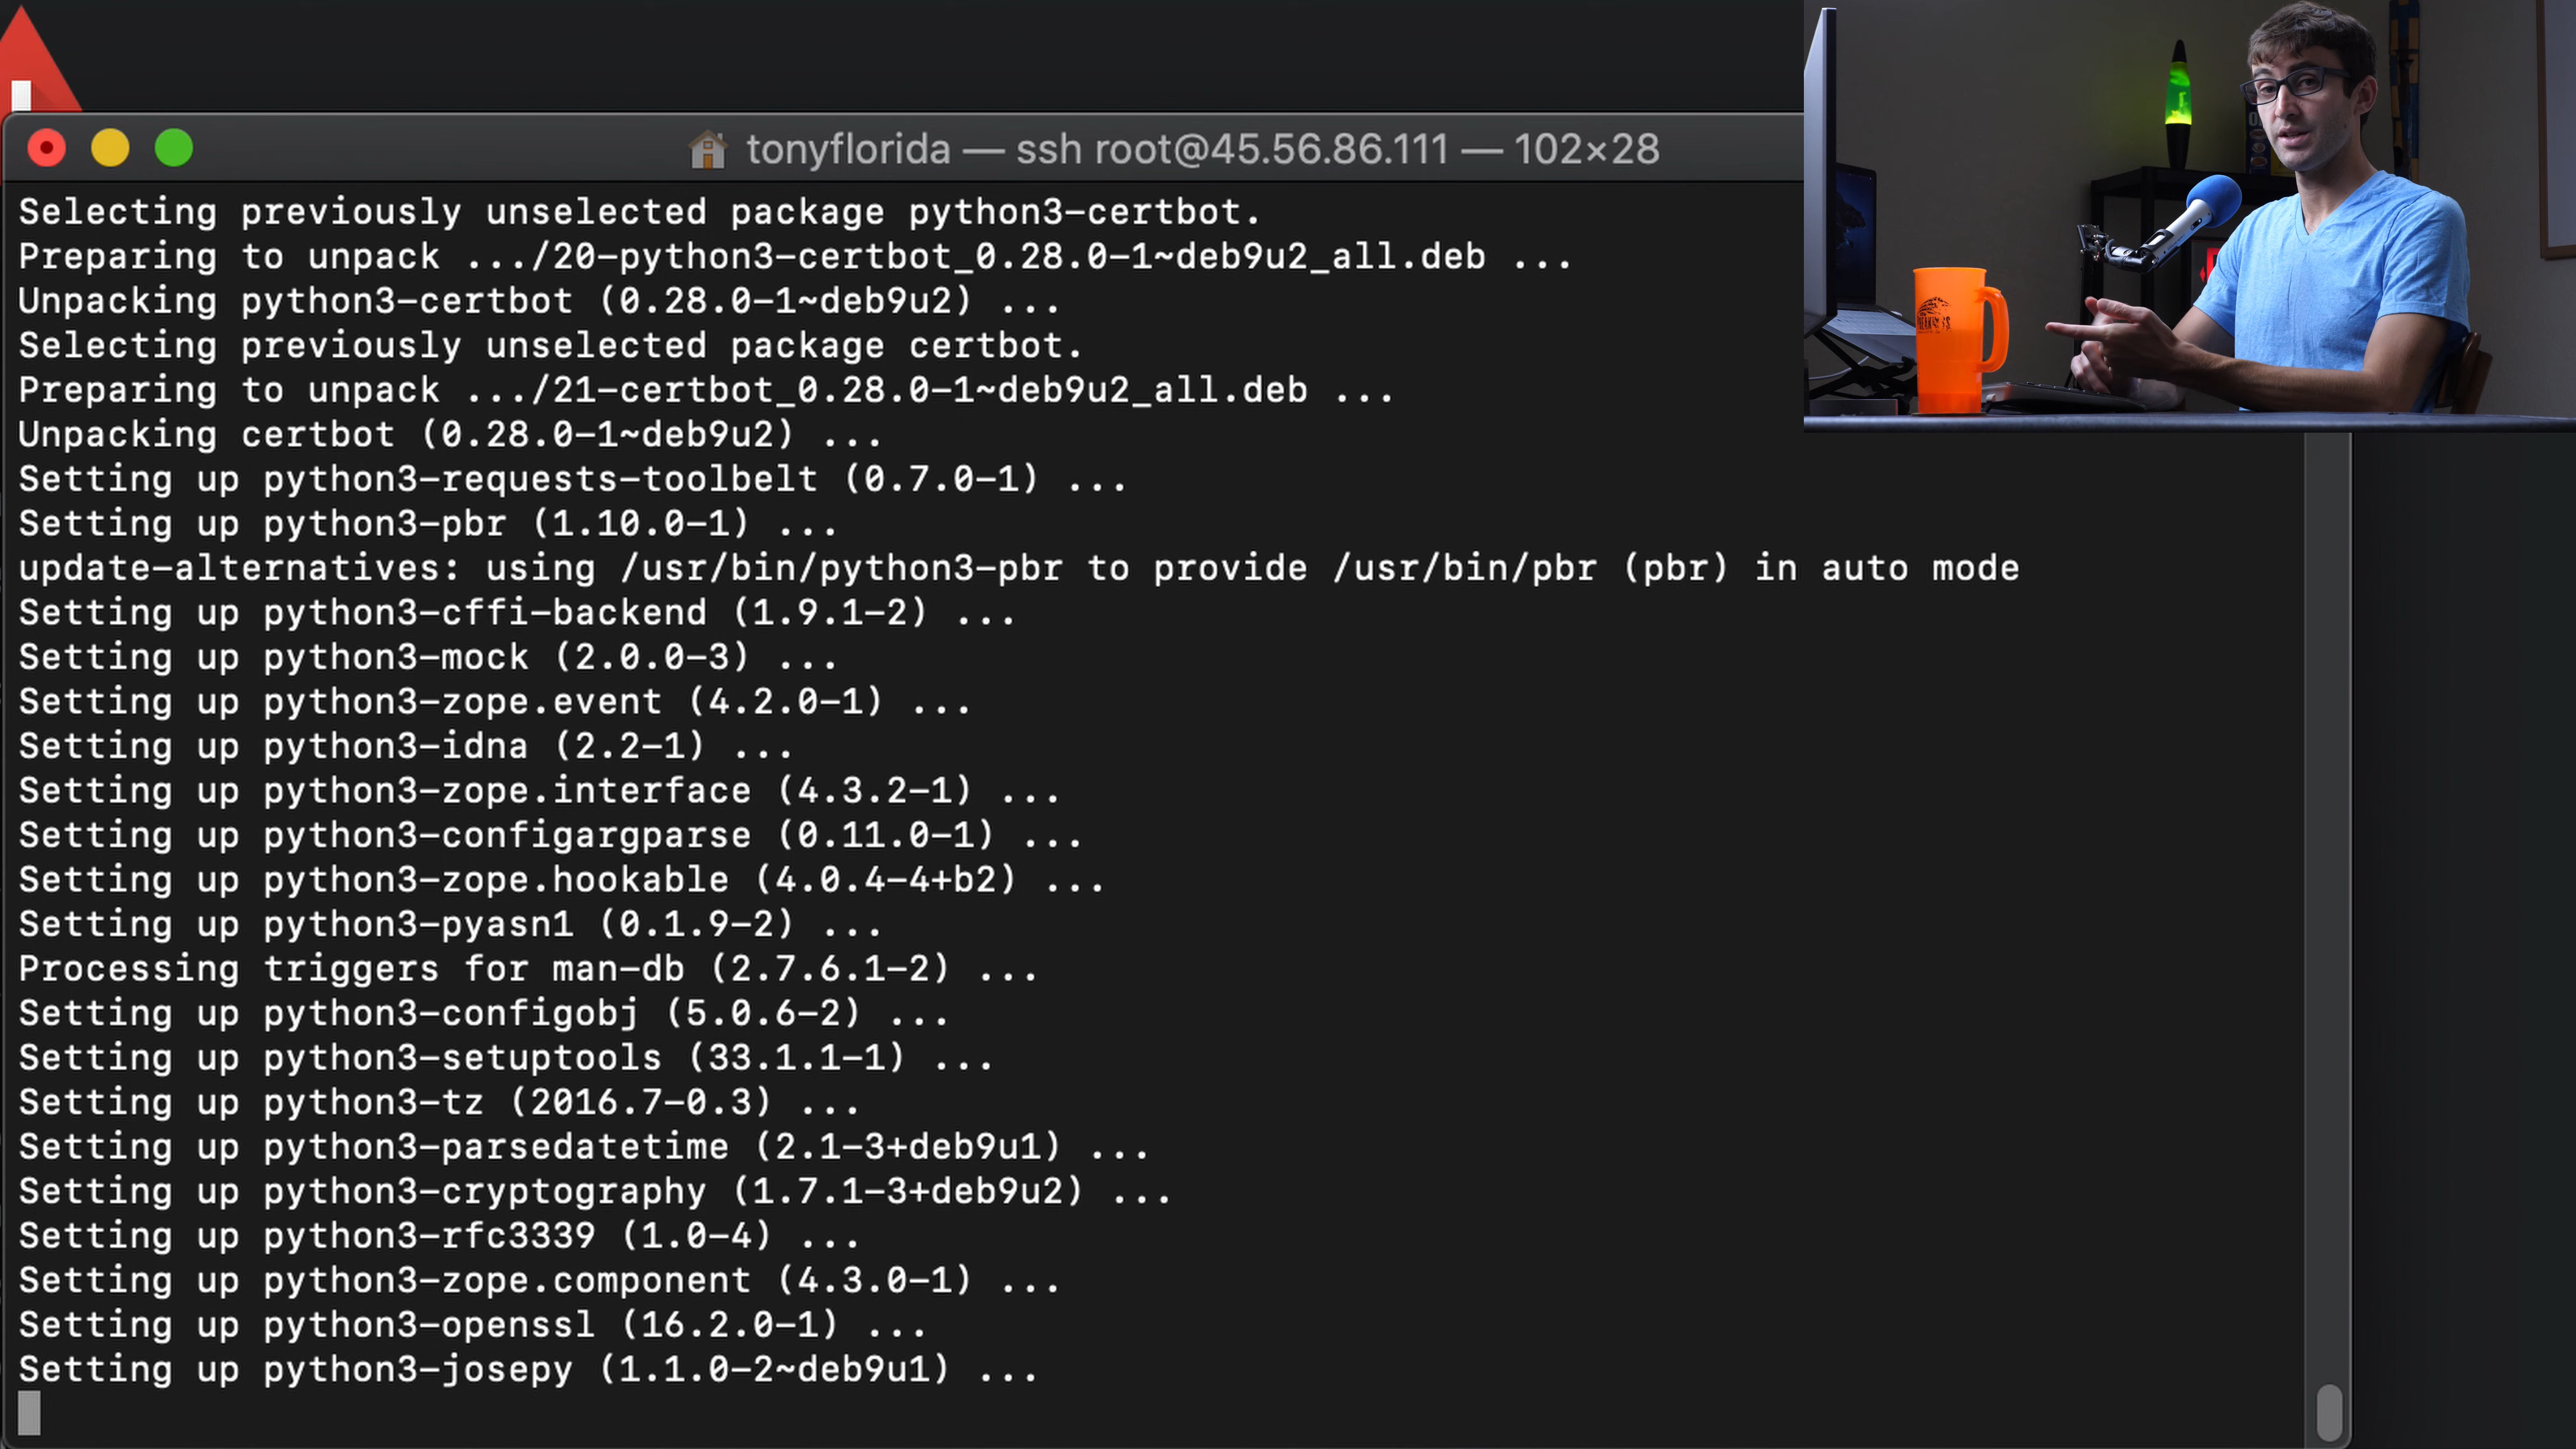 tonyflorida — ssh root@45.56.86.111 — 102×28
Selecting previously unselected package python3-certbot.
Preparing to unpack .../20-python3-certbot_0.28.0-1~deb9u2_all.deb ...
Unpacking python3-certbot (0.28.0-1~deb9u2) ...
Selecting previously unselected package certbot.
Preparing to unpack .../21-certbot_0.28.0-1~deb9u2_all.deb ...
Unpacking certbot (0.28.0-1~deb9u2) ...
Setting up python3-requests-toolbelt (0.7.0-1) ...
Setting up python3-pbr (1.10.0-1) ...
update-alternatives: using /usr/bin/python3-pbr to provide /usr/bin/pbr (pbr) in auto mode
Setting up python3-cffi-backend (1.9.1-2) ...
Setting up python3-mock (2.0.0-3) ...
Setting up python3-zope.event (4.2.0-1) ...
Setting up python3-idna (2.2-1) ...
Setting up python3-zope.interface (4.3.2-1) ...
Setting up python3-configargparse (0.11.0-1) ...
Setting up python3-zope.hookable (4.0.4-4+b2) ...
Setting up python3-pyasn1 (0.1.9-2) ...
Processing triggers for man-db (2.7.6.1-2) ...
Setting up python3-configobj (5.0.6-2) ...
Setting up python3-setuptools (33.1.1-1) ...
Setting up python3-tz (2016.7-0.3) ...
Setting up python3-parsedatetime (2.1-3+deb9u1) ...
Setting up python3-cryptography (1.7.1-3+deb9u2) ...
Setting up python3-rfc3339 (1.0-4) ...
Setting up python3-zope.component (4.3.0-1) ...
Setting up python3-openssl (16.2.0-1) ...
Setting up python3-josepy (1.1.0-2~deb9u1) ...